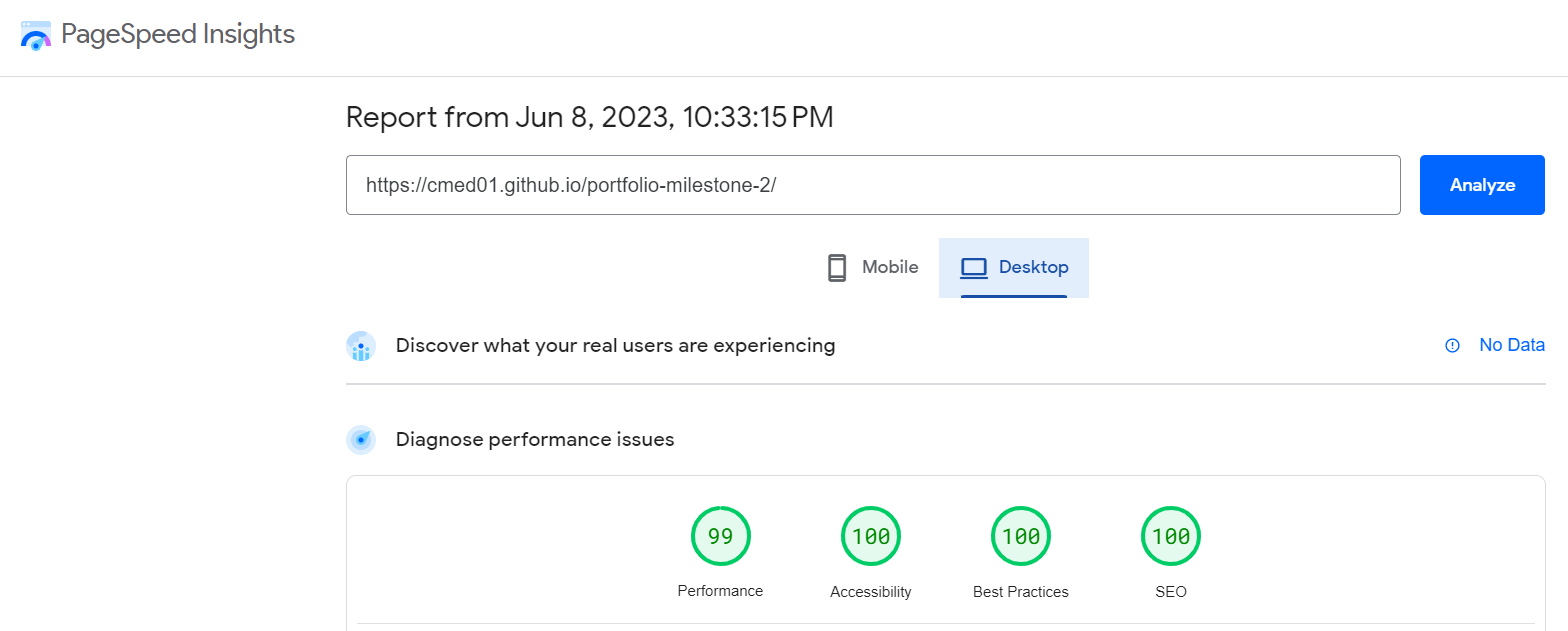 PageSpeed Insights
Report from Jun 8, 2023, 10:33:15 PM
https://cmed01.github.io/portfolio-milestone-2/
Analyze
Mobile
Desktop
Discover what your real users are experiencing
No Data
Diagnose performance issues
99
100
100
100
Performance
Accessibility
Best Practices
SEO